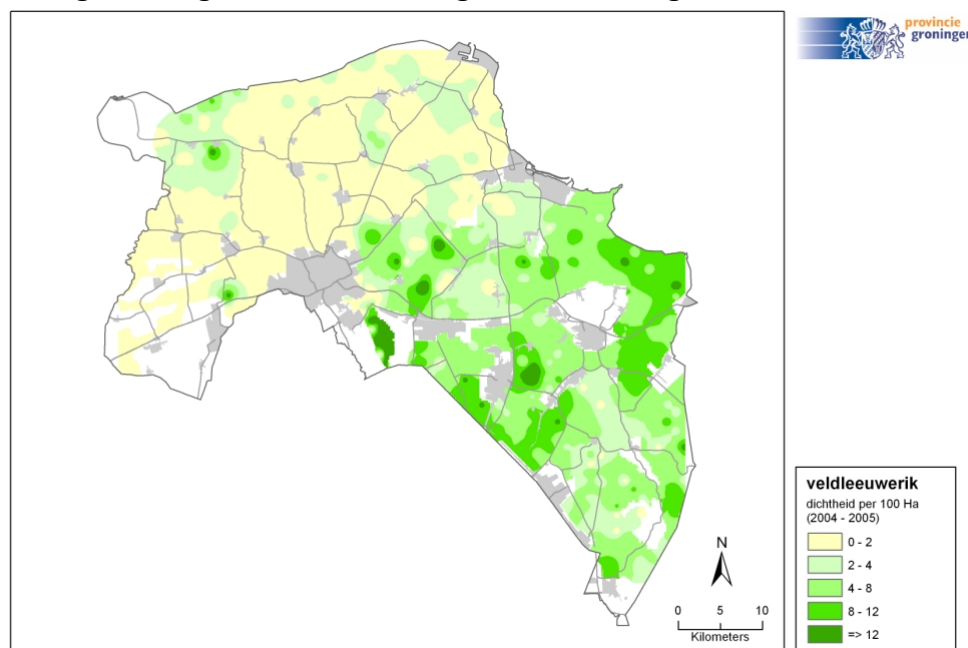 provincie
groningen
veldleeuwerik
dichtheid per 100 Ha
(2004 - 2005)
0 - 2
2 - 4
4 - 8
8 - 12
=> 12
N
0 5 10
Kilometers